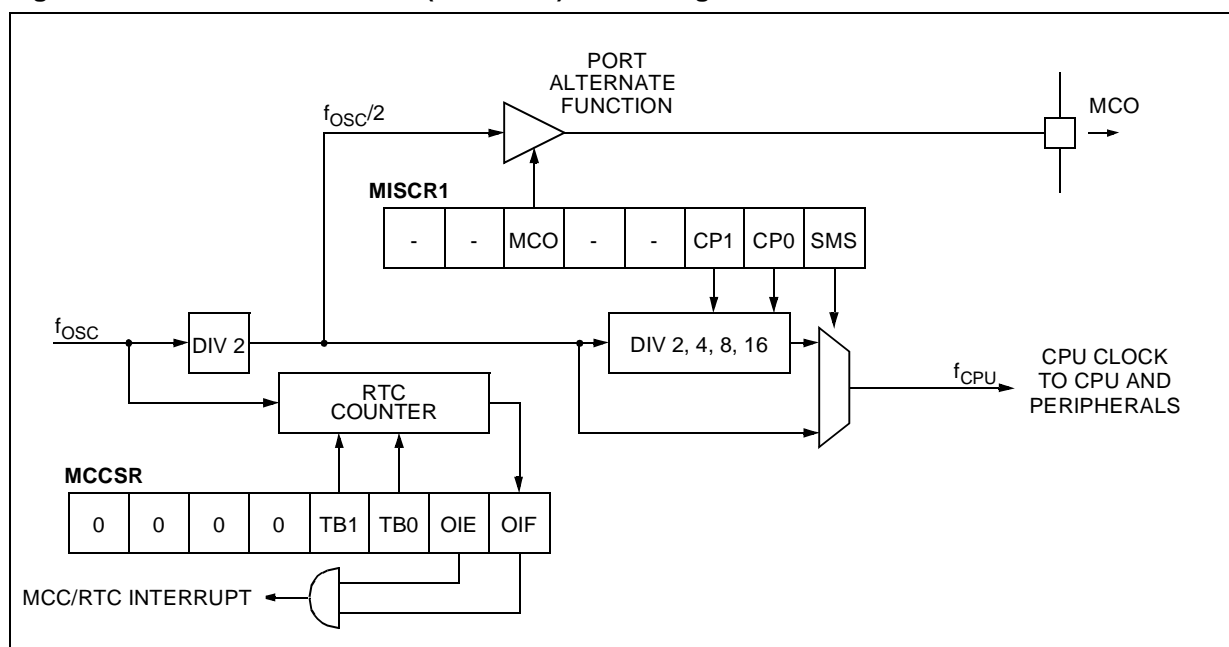 PORT
ALTERNATE
FUNCTION
fOSC/2
MCO
MISCR1
- - MCO - - CP1 CP0 SMS
fOSC
DIV 2
DIV 2, 4, 8, 16
fCPU
CPU CLOCK
TO CPU AND
PERIPHERALS
RTC
COUNTER
MCCSR
0 0 0 0 TB1 TB0 OIE OIF
MCC/RTC INTERRUPT